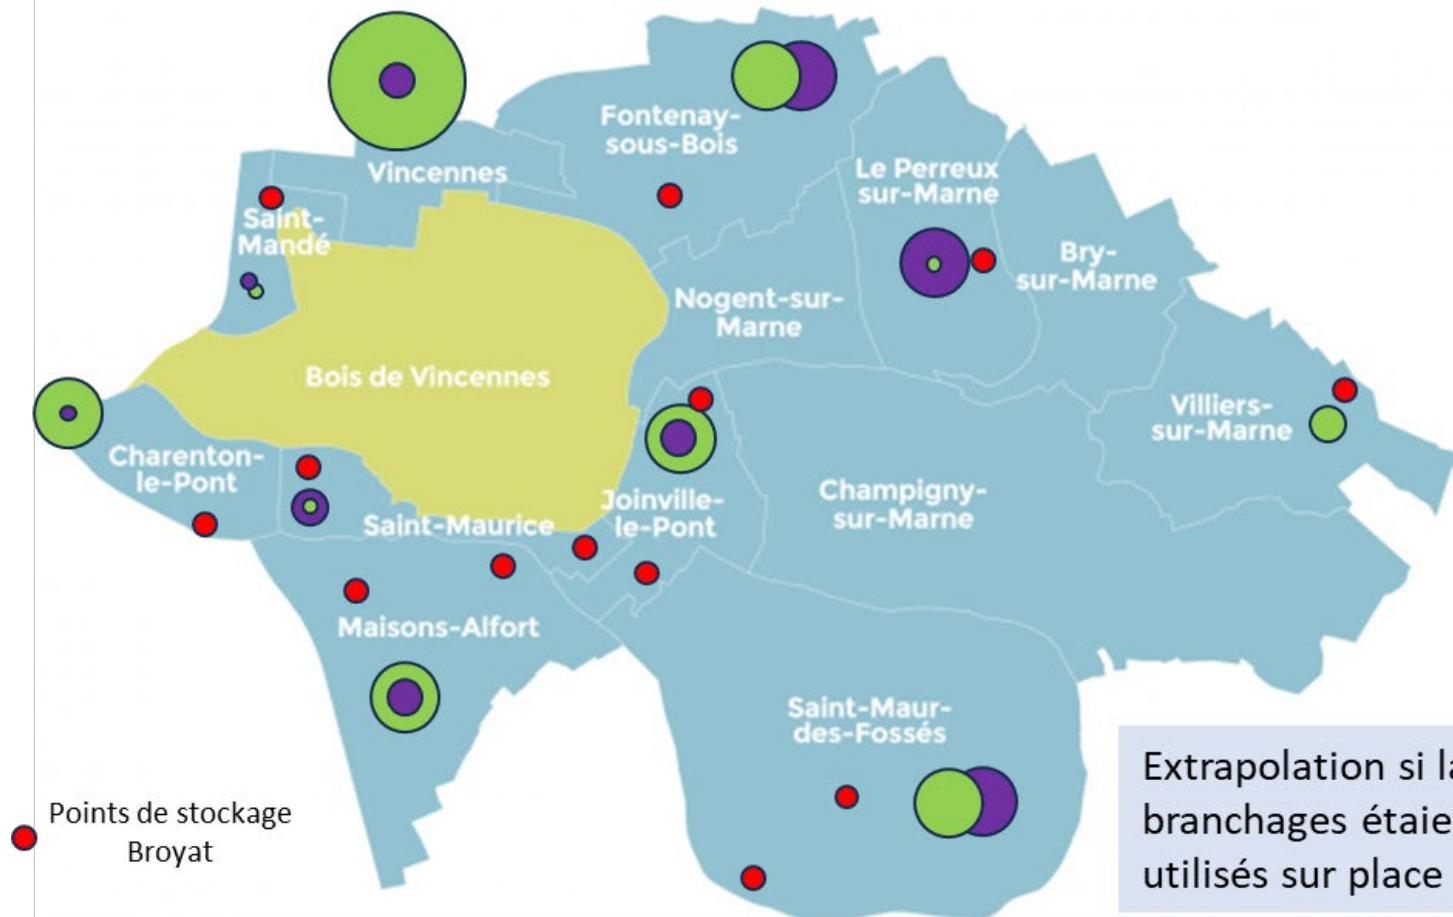 Fontenay-
sous-Bois
Vincennes
Le Perreux
sur-Marne
Saint-
Mandé
Bry-
sur-Marne
Nogent-sur-
Marne
Bois de Vincennes
Villiers-
sur-Marne
Charenton-
le-Pont
Joinville-
le-Pont
Champigny-
sur-Marne
Saint-Maurice
Maisons-Alfort
Saint-Maur-
des-Fossés
Points de stockage
Broyat
Extrapolation si la
branchages étaie
utilisés sur place